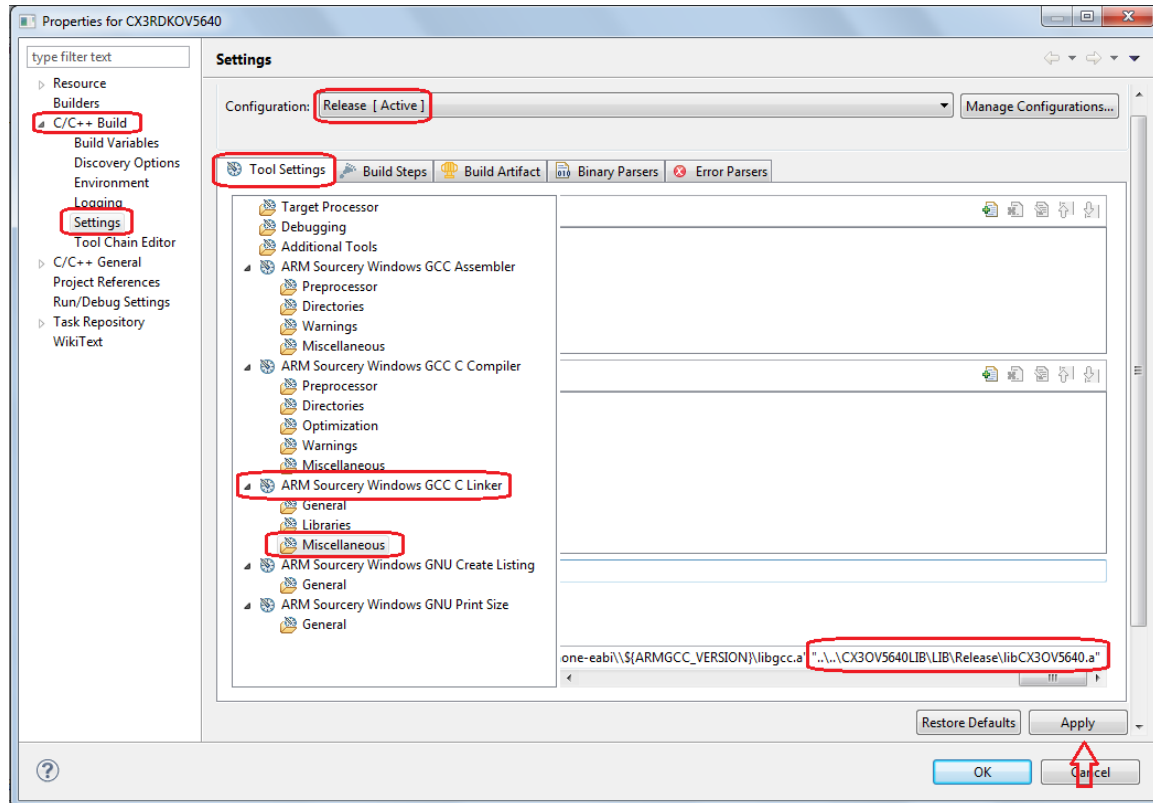 Properties for CX3RDKOV5640
type filter text
Resource
Builders
C/C++ Build
Build Variables
Discovery Options
Environment
Logging
Settings
Tool Chain Editor
C/C++ General
Project References
Run/Debug Settings
Task Repository
WikiText
Settings
Configuration: Release [ Active ]
Manage Configurations...
Tool Settings
Build Steps
Build Artifact
Binary Parsers
Error Parsers
Target Processor
Debugging
Additional Tools
ARM Sourcery Windows GCC Assembler
Preprocessor
Directories
Warnings
Miscellaneous
ARM Sourcery Windows GCC C Compiler
Preprocessor
Directories
Optimization
Warnings
Miscellaneous
ARM Sourcery Windows GCC C Linker
General
Libraries
Miscellaneous
ARM Sourcery Windows GNU Create Listing
General
ARM Sourcery Windows GNU Print Size
General
one-eabi\\${ARMGCC_VERSION}\libgcc.a' "..\..\CX3OV5640LIB\LIB\Release\libCX3OV5640.a"
Restore Defaults
Apply
OK
Cancel